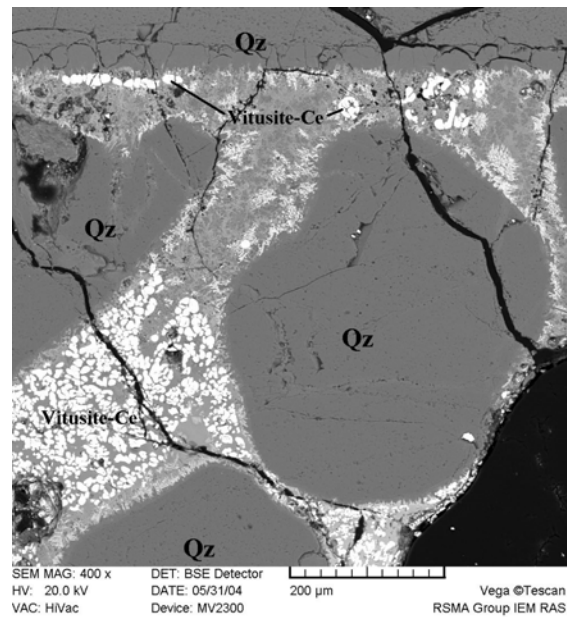 Qz
Vitusite-Ce
Qz
Qz
Vitusite-Ce
Qz
SEM MAG: 400 x DET: BSE Detector
HV: 20.0 kV DATE: 05/31/04 200 µm Vega ©Tescan
VAC: HiVac Device: MV2300 RSMA Group IEM RAS